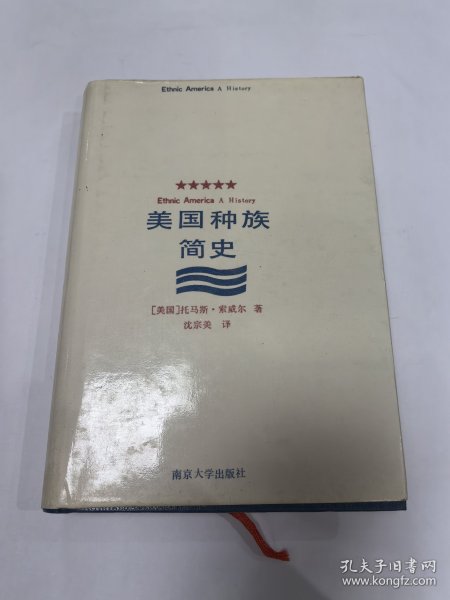 Ethnic America A History
★★★★★
Ethnic America A History
美国种族
简史
[美国]托马斯·索威尔 著
沈宗美 译
南京大学出版社
孔夫子旧书网
www.kongfz.com